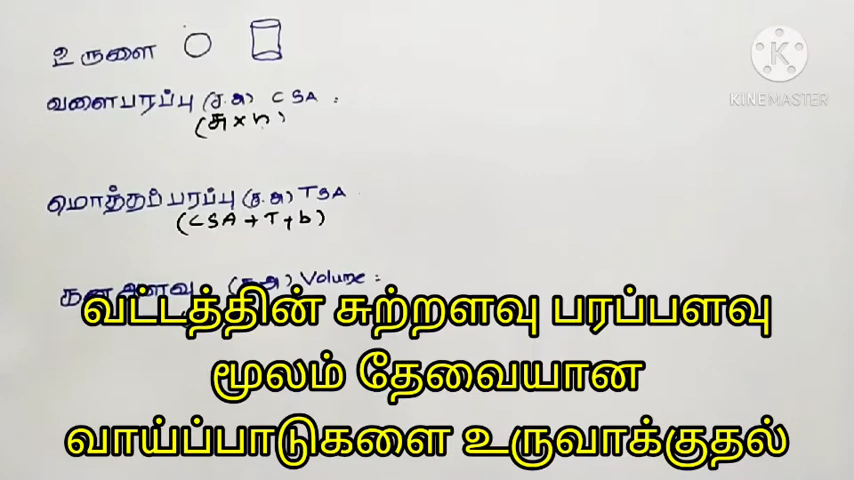 உருளை
வளைபரப்பு (ச.அ) CSA :
(சு x h)
மொத்தப்பரப்பு (ச.அ) TSA
(CSA + T + b)
கனஅளவு (க.அ) Volume :
வட்டத்தின் சுற்றளவு பரப்பளவு
மூலம் தேவையான
வாய்ப்பாடுகளை உருவாக்குதல்
K
KINEMASTER